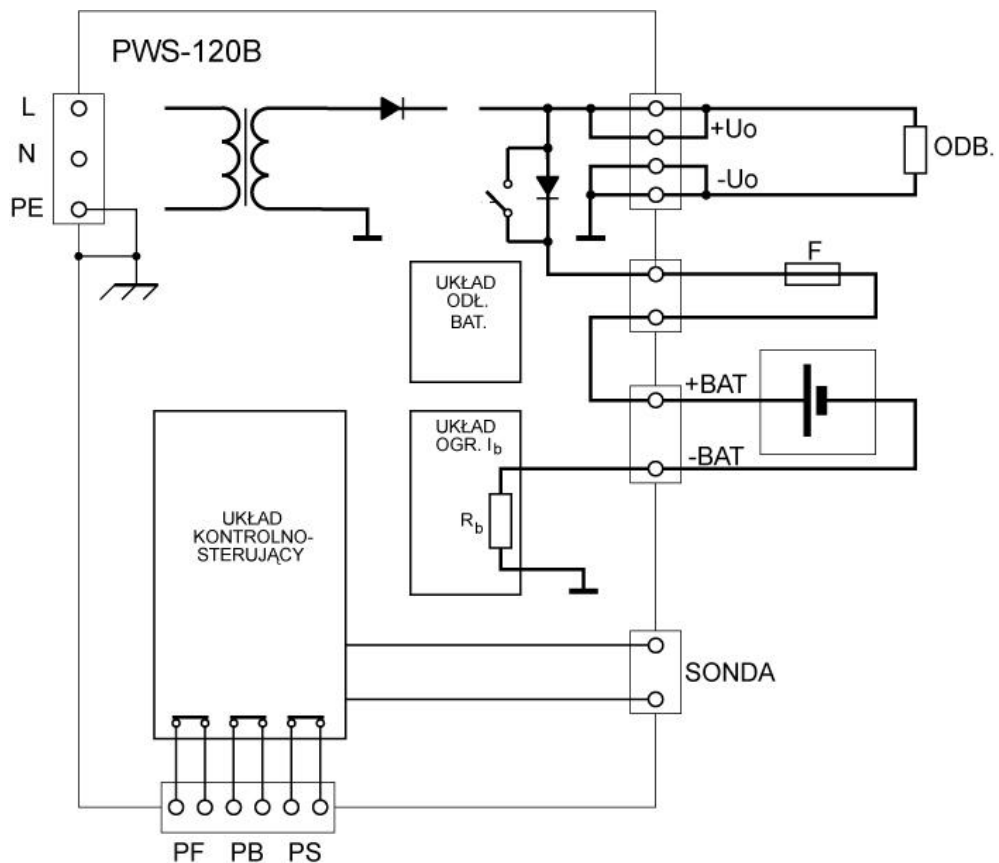 PWS-120B
L
N
PE
+Uo
-Uo
ODB.
F
UKŁAD
ODŁ.
BAT.
+BAT
-BAT
UKŁAD
OGR. Ib
Rb
UKŁAD
KONTROLNO-
STERUJĄCY
SONDA
PF PB PS